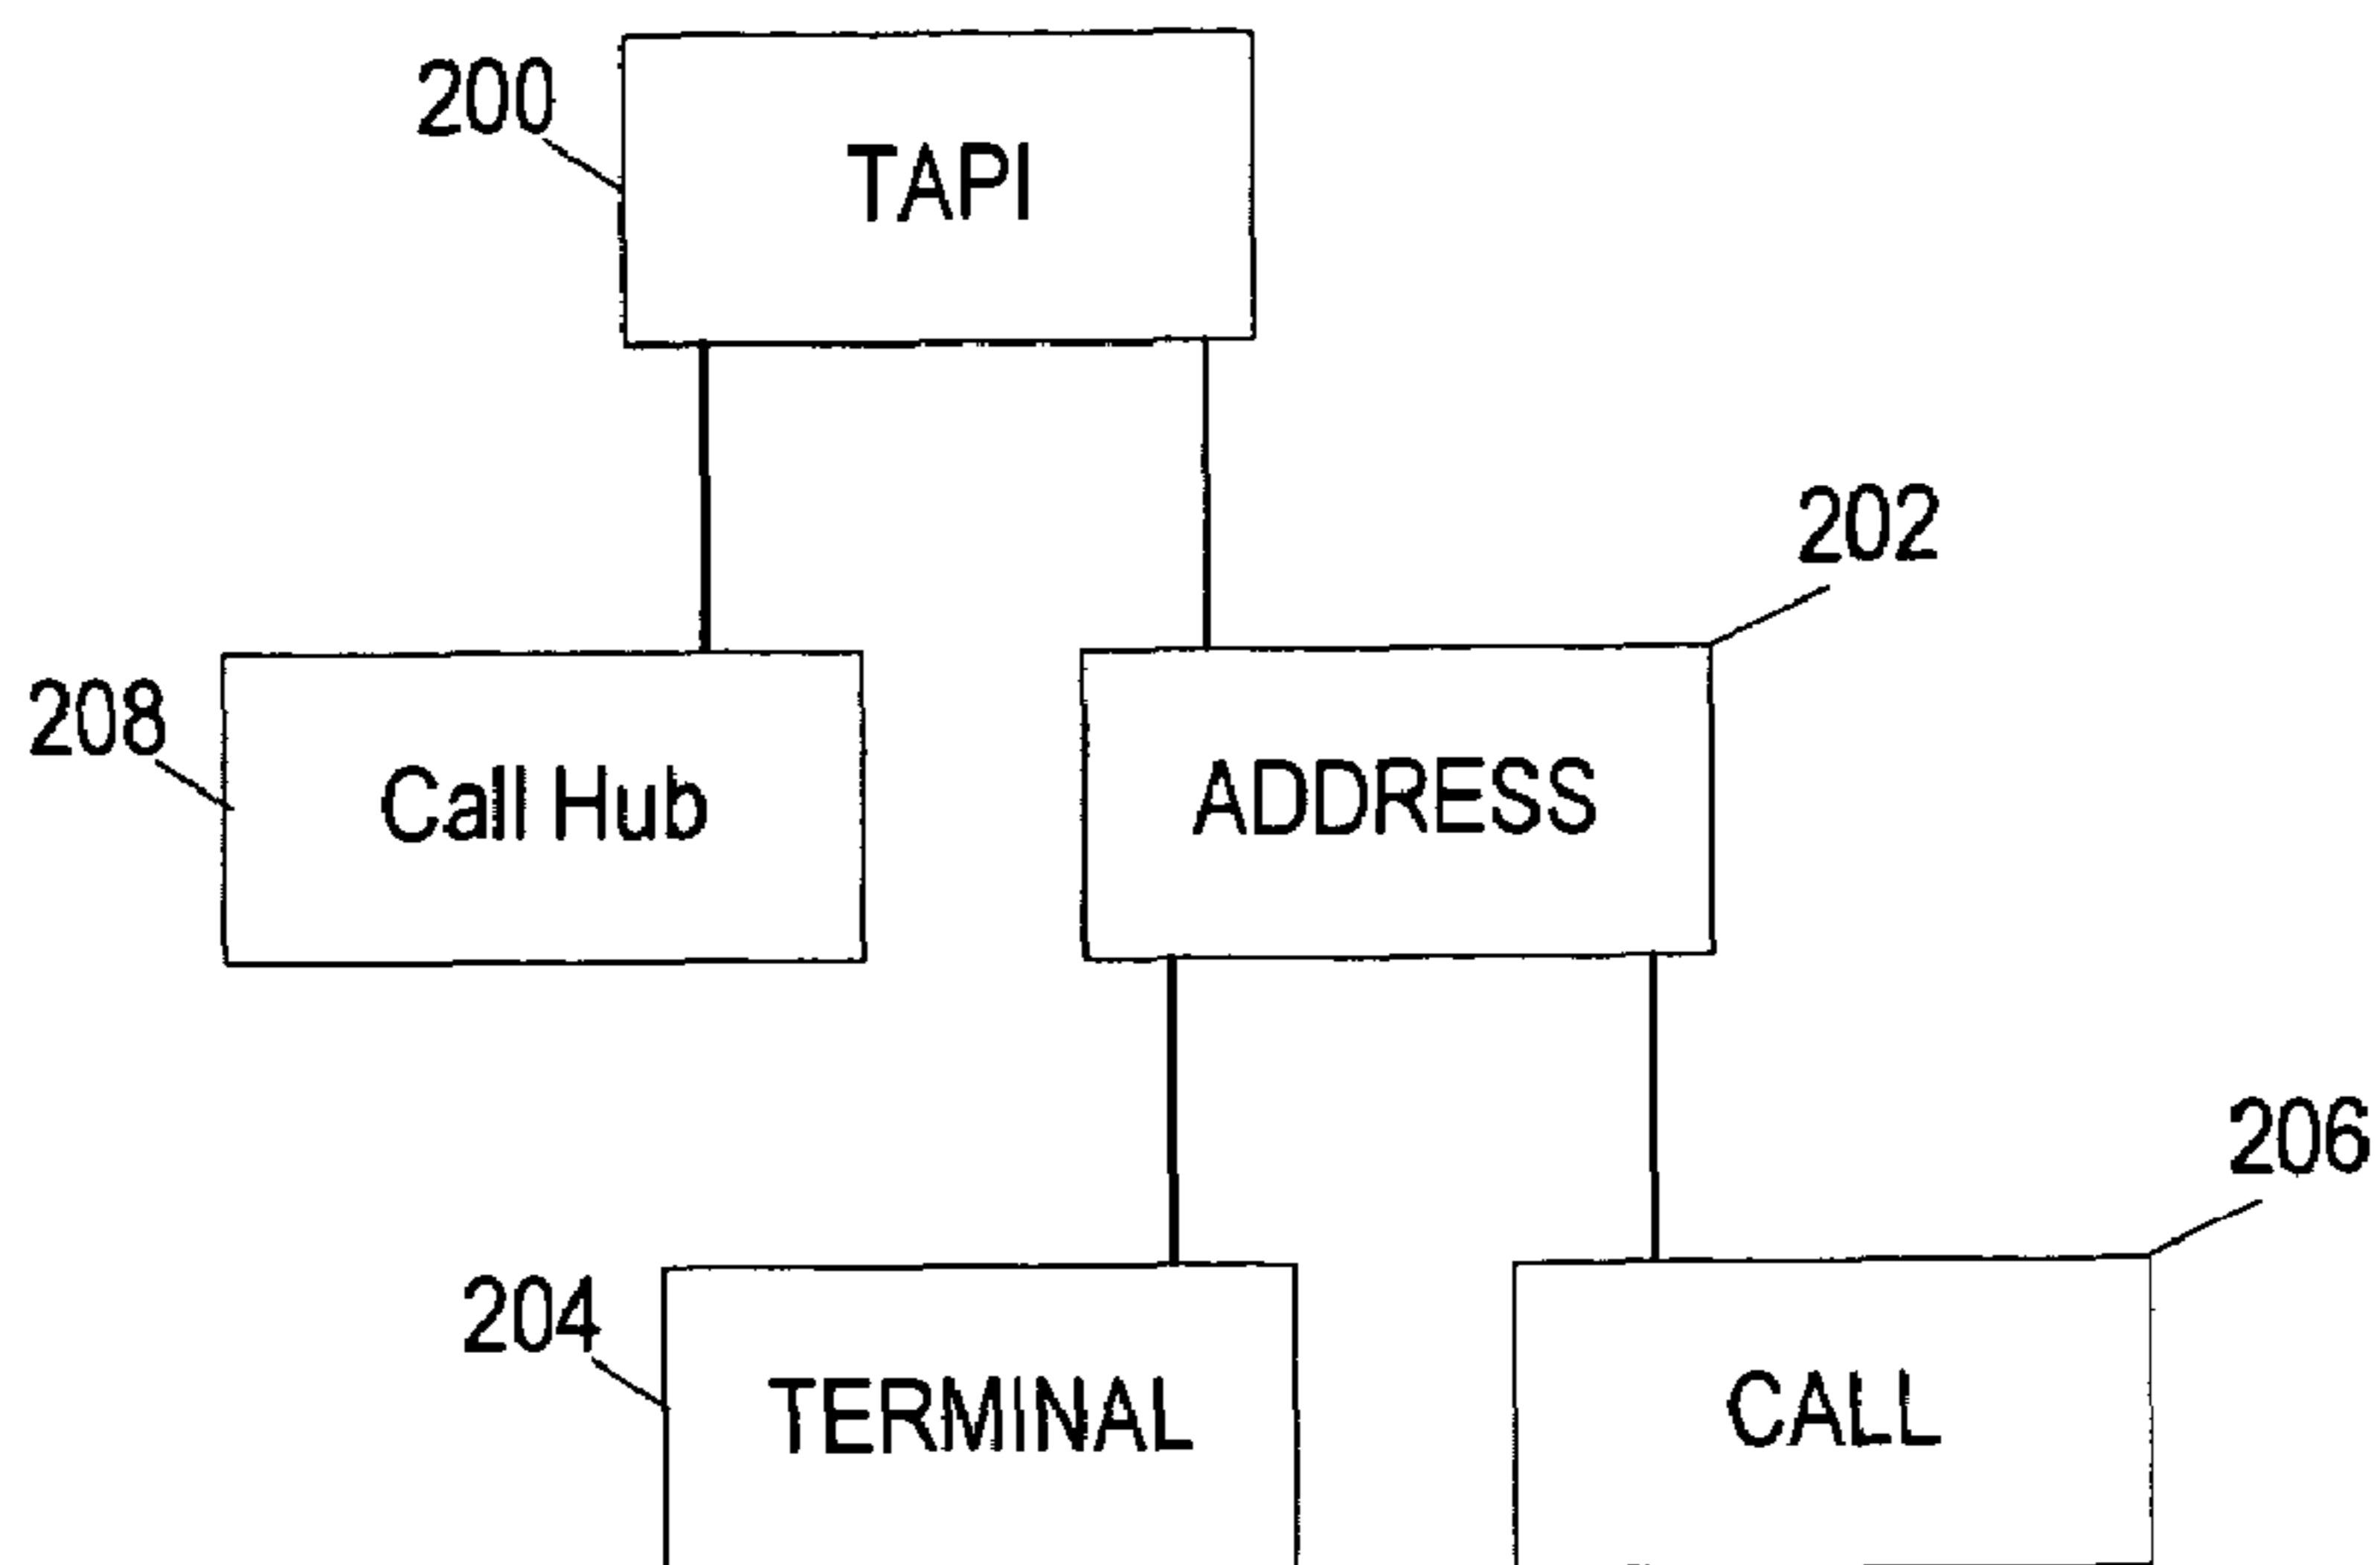 200
TAPI
202
208
Call Hub
ADDRESS
206
204
TERMINAL
CALL